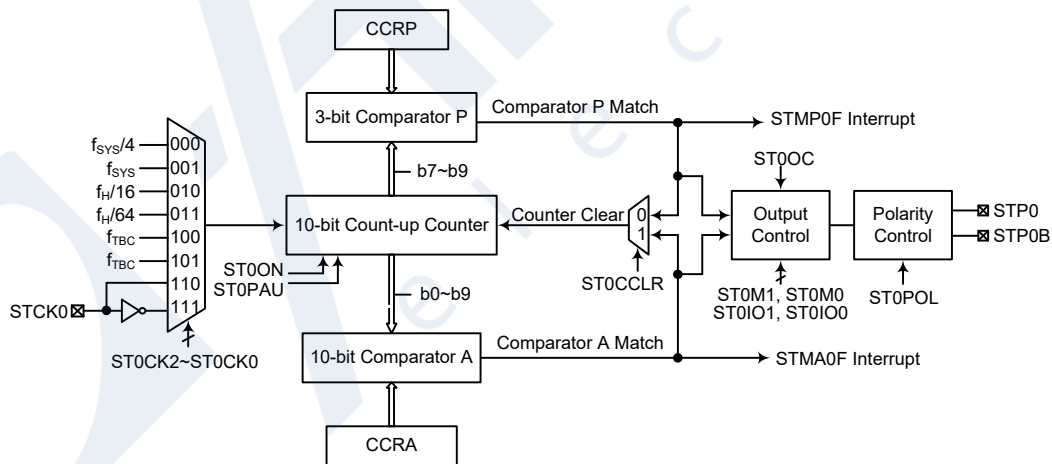 CCRP
3-bit Comparator P
Comparator P Match
STMP0F Interrupt
b7~b9
fSYS/4
000
fSYS
001
fH/16
010
fH/64
011
fTBC
100
fTBC
101
110
111
STCK0
ST0CK2~ST0CK0
10-bit Count-up Counter
ST0ON
ST0PAU
Counter Clear
0
1
ST0CCLR
ST0OC
Output
Control
ST0M1, ST0M0
ST0IO1, ST0IO0
Polarity
Control
ST0POL
STP0
STP0B
b0~b9
10-bit Comparator A
Comparator A Match
STMA0F Interrupt
CCRA
e l e c